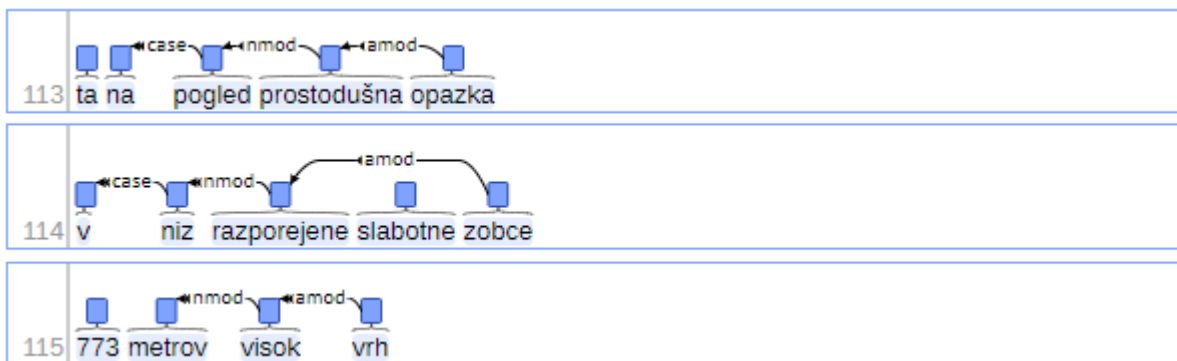 case nmod amod
113 ta na pogled prostodušna opazka
amod
case nmod
114 v niz razporejene slabotne zobce
nmod amod
115 773 metrov visok vrh